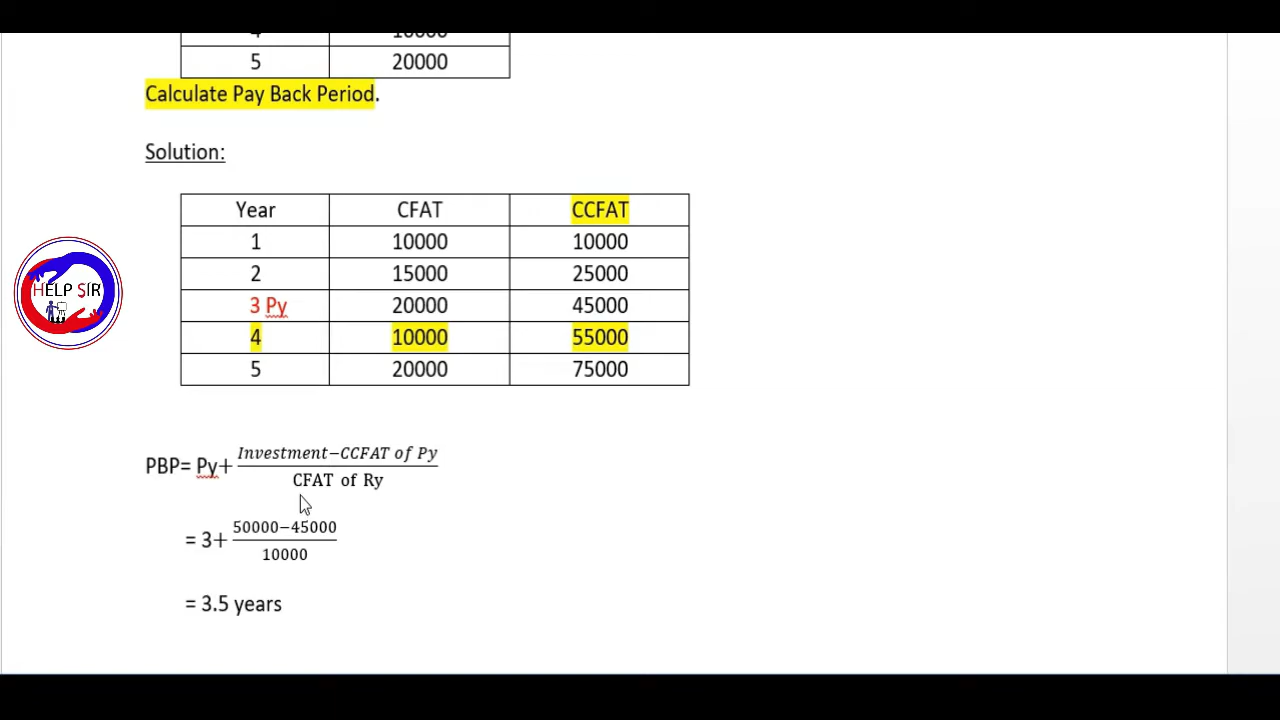 5 20000
Calculate Pay Back Period.
Solution:
Year CFAT CCFAT
1 10000 10000
2 15000 25000
HELP SIR
3 Py 20000 45000
4 10000 55000
5 20000 75000
PBP= Py+ Investment−CCFAT of Py
CFAT of Ry
= 3+ 50000−45000
10000
= 3.5 years